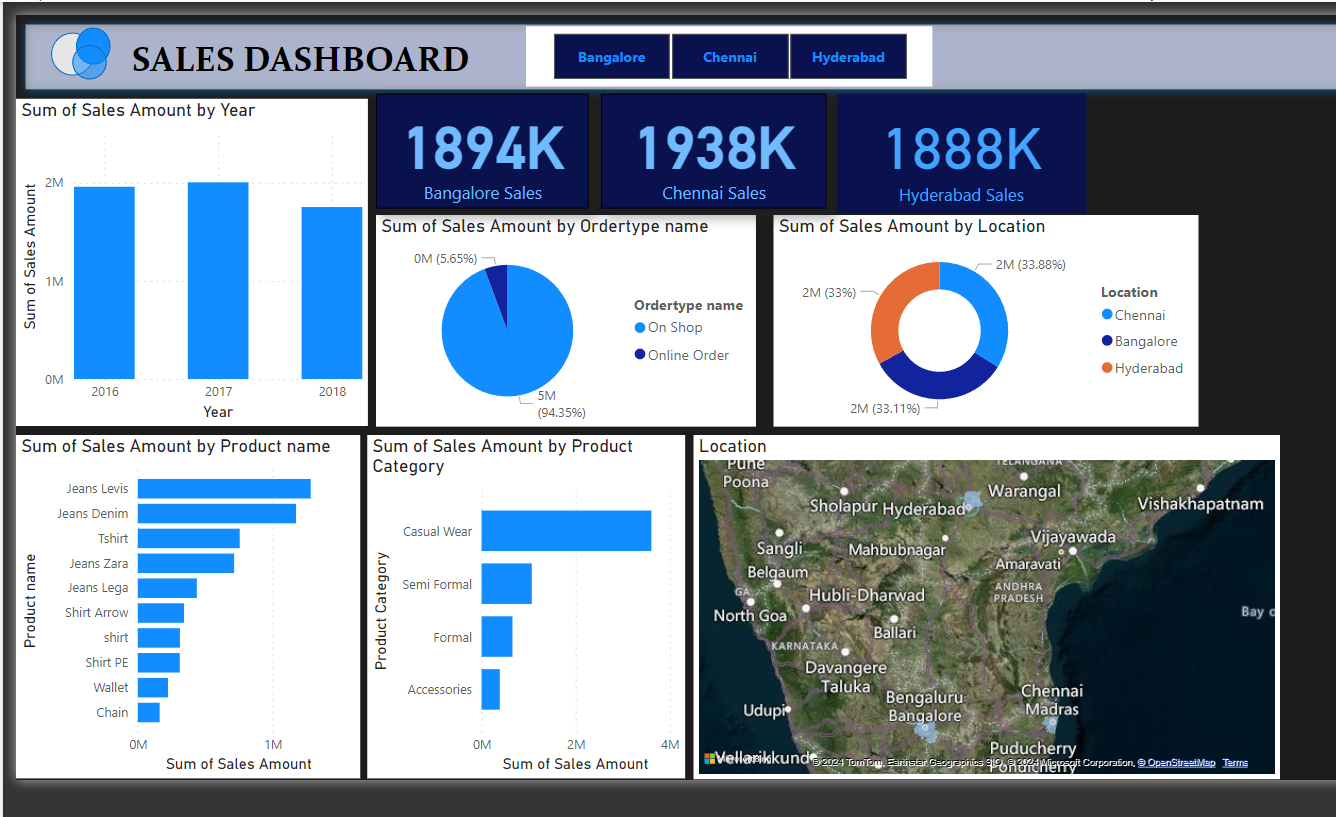 SALES DASHBOARD
Bangalore
Chennai
Hyderabad
Sum of Sales Amount by Year
Sum of Sales Amount
2M
1M
0M
2016
2017
2018
Year
1894K
Bangalore Sales
1938K
Chennai Sales
1888K
Hyderabad Sales
Sum of Sales Amount by Ordertype name
0M (5.65%)
5M
(94.35%)
Ordertype name
On Shop
Online Order
Sum of Sales Amount by Location
2M (33.88%)
2M (33%)
2M (33.11%)
Location
Chennai
Bangalore
Hyderabad
Sum of Sales Amount by Product name
Product name
Jeans Levis
Jeans Denim
Tshirt
Jeans Zara
Jeans Lega
Shirt Arrow
shirt
Shirt PE
Wallet
Chain
0M
1M
Sum of Sales Amount
Sum of Sales Amount by Product
Category
Product Category
Casual Wear
Semi Formal
Formal
Accessories
0M
2M
4M
Sum of Sales Amount
Location
Pune
Poona
TELANGANA
Warangal
Sholapur
Hyderabad
Vishakhapatnam
Sangli
Mahbubnagar
Vijayawada
Amaravati
Belgaum
ANDHRA
PRADESH
GA
Hubli-Dharwad
North Goa
Bay o
Ballari
KARNATAKA
Davangere
Taluka
Bengaluru
Bangalore
Chennai
Madras
Udupi
Puducherry
Pondicherry
Vellarikkund
© 2024 TomTom, Earthstar Geographics SIO, © 2024 Microsoft Corporation, © OpenStreetMap Terms